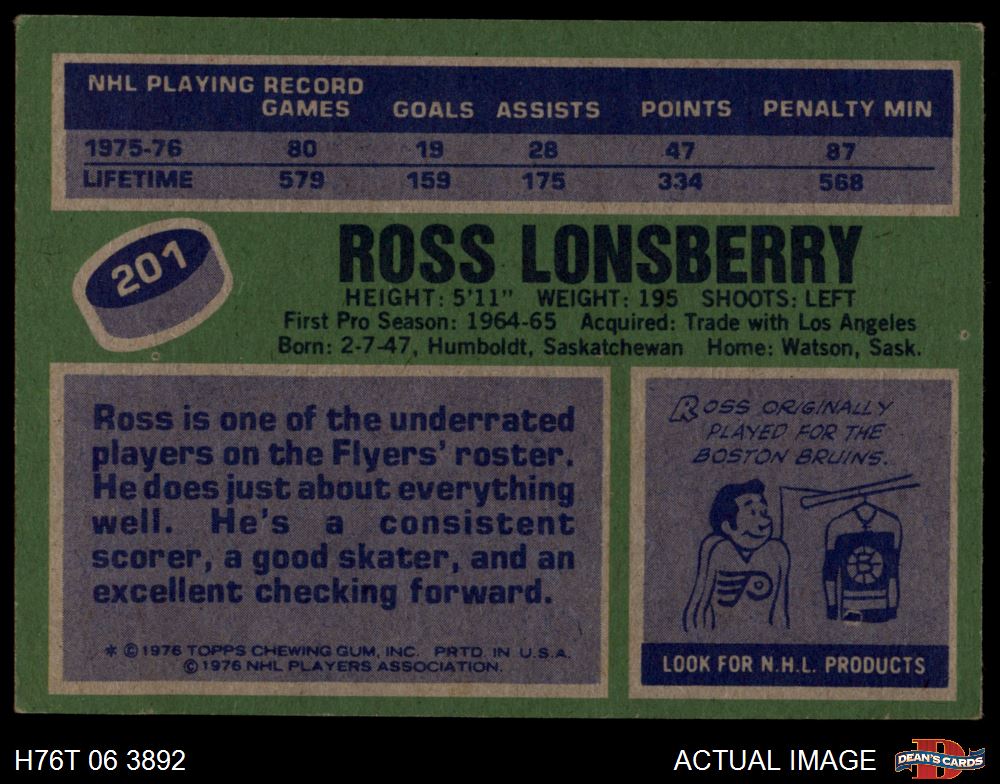 NHL PLAYING RECORD
GAMES GOALS ASSISTS POINTS PENALTY MIN
1975-76 80 19 28 47 87
LIFETIME 579 159 175 334 568
201
ROSS LONSBERRY
HEIGHT: 5'11" WEIGHT: 195 SHOOTS: LEFT
First Pro Season: 1964-65 Acquired: Trade with Los Angeles
Born: 2-7-47, Humboldt, Saskatchewan Home: Watson, Sask.
Ross is one of the underrated
players on the Flyers' roster.
He does just about everything
well. He's a consistent
scorer, a good skater, and an
excellent checking forward.
* © 1976 TOPPS CHEWING GUM, INC. PRTD. IN U.S.A.
© 1976 NHL PLAYERS ASSOCIATION.
ROSS ORIGINALLY
PLAYED FOR THE
BOSTON BRUINS.
B
LOOK FOR N.H.L. PRODUCTS
H76T 06 3892
ACTUAL IMAGE
D
DEAN'S CARDS